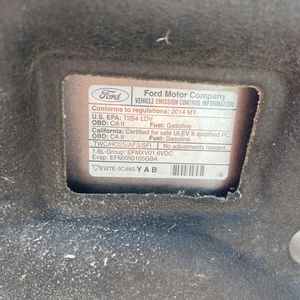 Ford
Ford Motor Company
VEHICLE EMISSION CONTROL INFORMATION
Conforms to regulations: 2014 MY
U.S. EPA: T2B4 LDV
OBD: CA II Fuel: Gasoline
California: Certified for sale ULEV II qualified PC
OBD: CA II Fuel: Gasoline
TWC/HO2S/AFS/SFI No adjustments needed
1.6L-Group: EFMXV01.6VDC
Evap: EFMXR0105GBA
EW7E-9C485-YAB